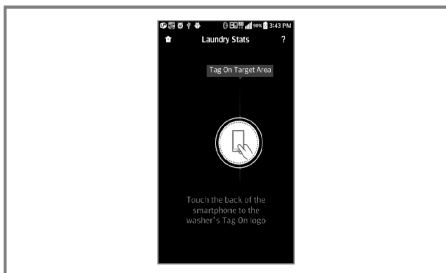 3:43 PM
Laundry Stats ?
Tag On Target Area
Touch the back of the
smartphone to the
washer's Tag On logo